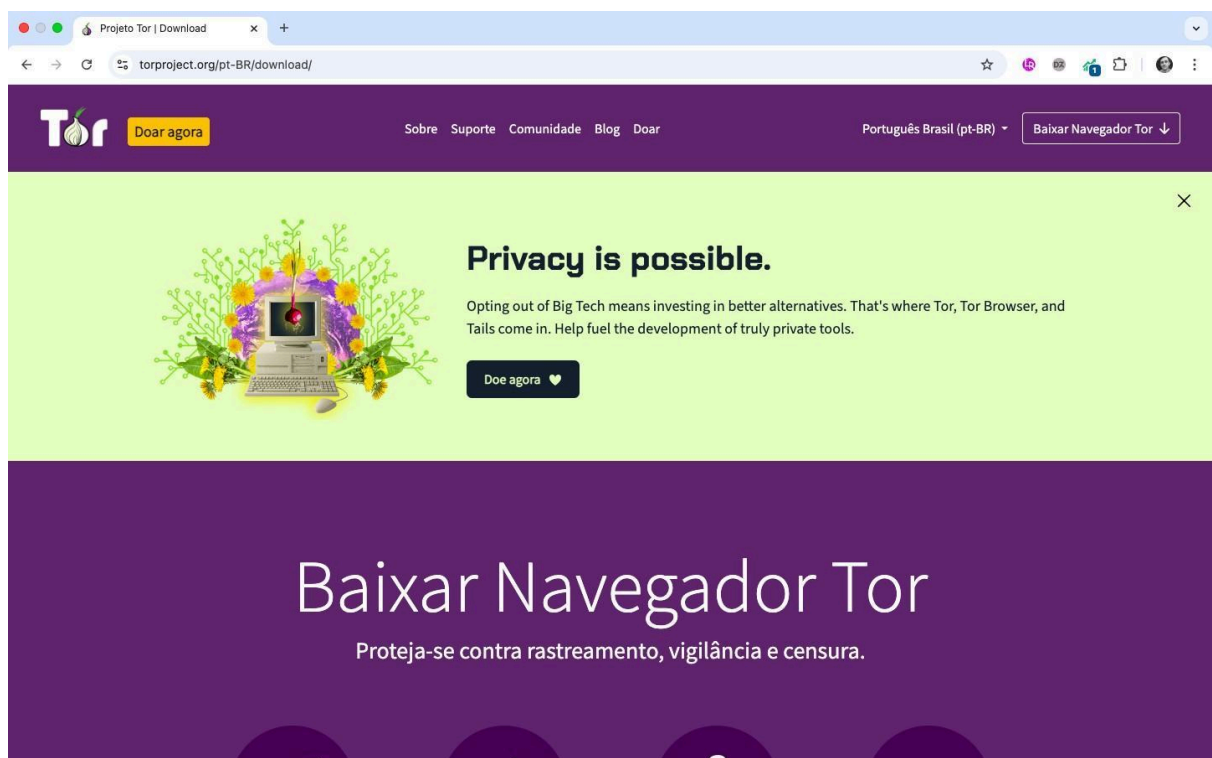 Projeto Tor | Download
torproject.org/pt-BR/download/
Tor
Doar agora
Sobre Suporte Comunidade Blog Doar
Português Brasil (pt-BR)
Baixar Navegador Tor ↓
Privacy is possible.
Opting out of Big Tech means investing in better alternatives. That's where Tor, Tor Browser, and
Tails come in. Help fuel the development of truly private tools.
Doe agora
Baixar Navegador Tor
Proteja-se contra rastreamento, vigilância e censura.